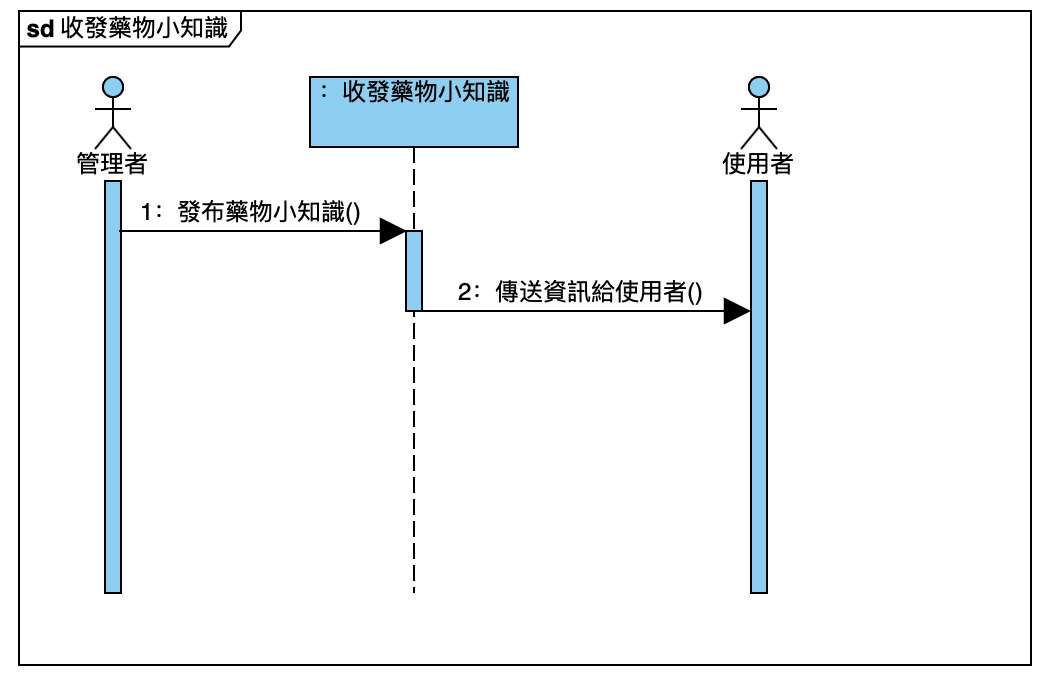 sd 收發藥物小知識
： 收發藥物小知識
管理者
使用者
1：發布藥物小知識()
2：傳送資訊給使用者()